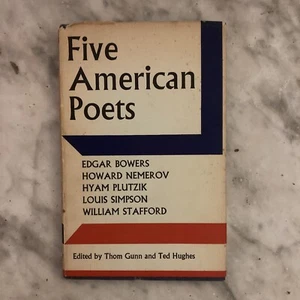 Five
American
Poets
EDGAR BOWERS
HOWARD NEMEROV
HYAM PLUTZIK
LOUIS SIMPSON
WILLIAM STAFFORD
Edited by Thom Gunn and Ted Hughes